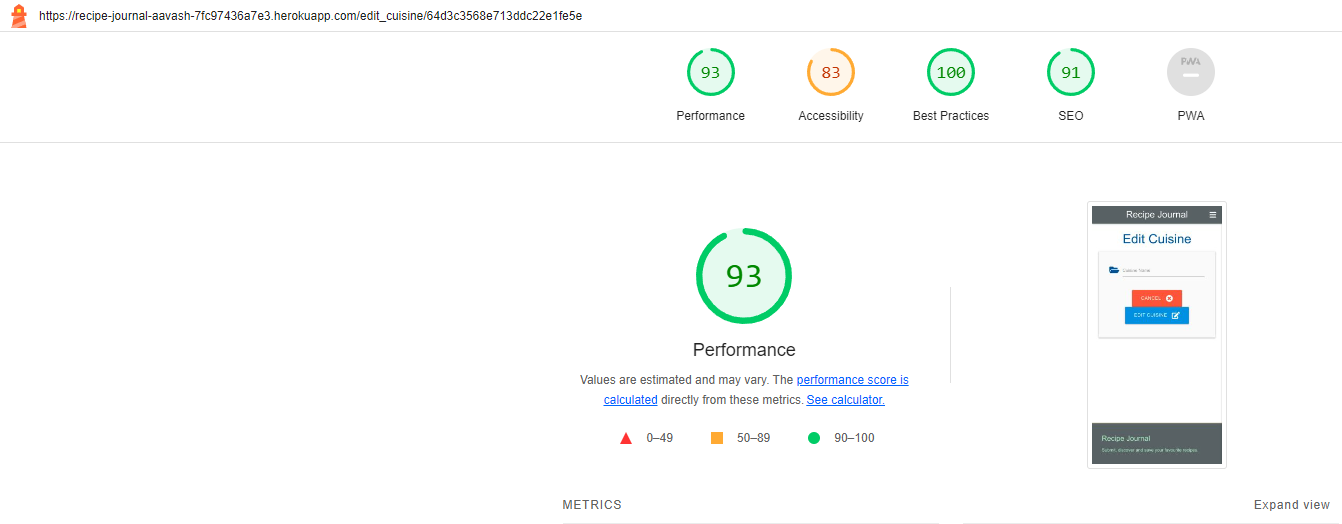 https://recipe-journal-aavash-7fc97436a7e3.herokuapp.com/edit_cuisine/64d3c3568e713ddc22e1fe5e
93 83 100 91 PWA
Performance Accessibility Best Practices SEO PWA
93
Performance
Values are estimated and may vary. The performance score is
calculated directly from these metrics. See calculator.
0–49 50–89 90–100
Recipe Journal
Edit Cuisine
Cuisine Name
CANCEL
EDIT CUISINE
Recipe Journal
Submit, discover and save your favourite recipes.
METRICS
Expand view